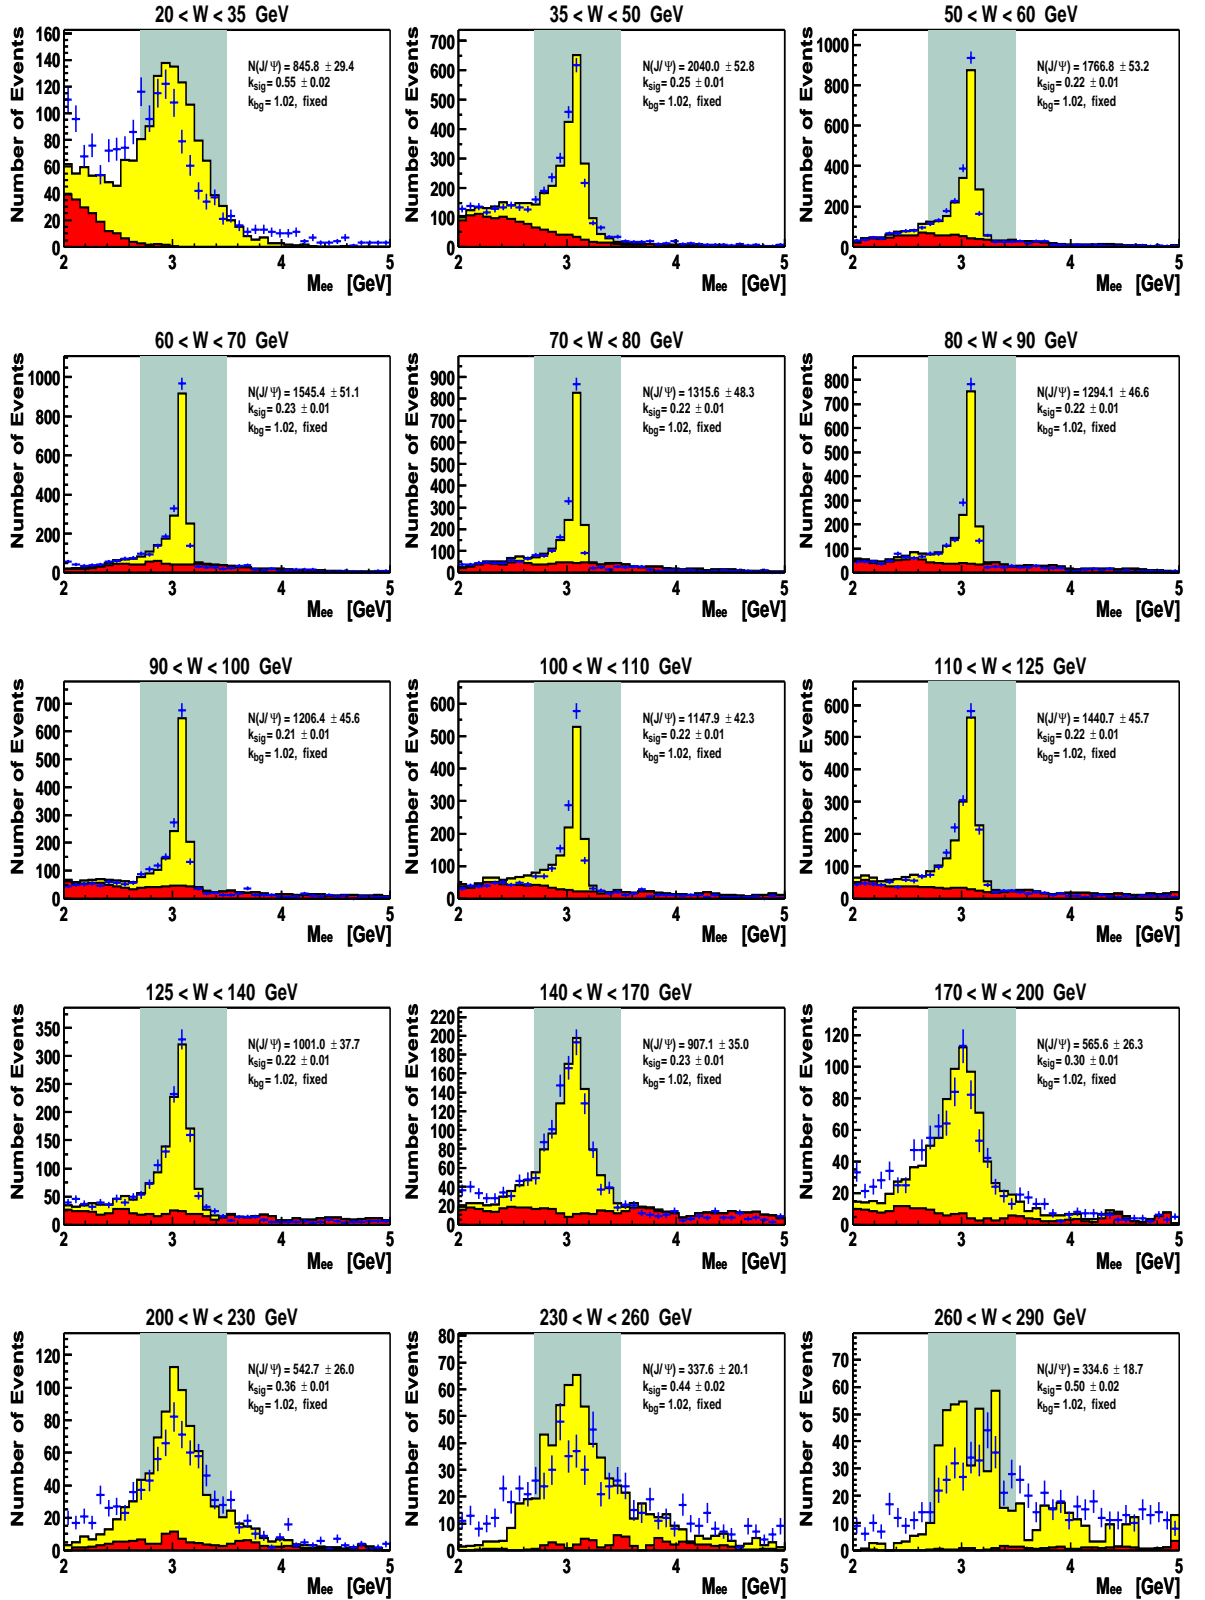 20 < W < 35 GeV
Number of Events
160
140
120
100
80
60
40
20
0
N(J/Ψ) = 845.8 ± 29.4
ksig = 0.55 ± 0.02
kbg = 1.02, fixed
2 3 4 5
Mee [GeV]
35 < W < 50 GeV
Number of Events
700
600
500
400
300
200
100
0
N(J/Ψ) = 2040.0 ± 52.8
ksig = 0.25 ± 0.01
kbg = 1.02, fixed
2 3 4 5
Mee [GeV]
50 < W < 60 GeV
Number of Events
1000
800
600
400
200
0
N(J/Ψ) = 1766.8 ± 53.2
ksig = 0.22 ± 0.01
kbg = 1.02, fixed
2 3 4 5
Mee [GeV]
60 < W < 70 GeV
Number of Events
1000
800
600
400
200
0
N(J/Ψ) = 1545.4 ± 51.1
ksig = 0.23 ± 0.01
kbg = 1.02, fixed
2 3 4 5
Mee [GeV]
70 < W < 80 GeV
Number of Events
900
800
700
600
500
400
300
200
100
0
N(J/Ψ) = 1315.6 ± 48.3
ksig = 0.22 ± 0.01
kbg = 1.02, fixed
2 3 4 5
Mee [GeV]
80 < W < 90 GeV
Number of Events
800
700
600
500
400
300
200
100
0
N(J/Ψ) = 1294.1 ± 46.6
ksig = 0.22 ± 0.01
kbg = 1.02, fixed
2 3 4 5
Mee [GeV]
90 < W < 100 GeV
Number of Events
700
600
500
400
300
200
100
0
N(J/Ψ) = 1206.4 ± 45.6
ksig = 0.21 ± 0.01
kbg = 1.02, fixed
2 3 4 5
Mee [GeV]
100 < W < 110 GeV
Number of Events
600
500
400
300
200
100
0
N(J/Ψ) = 1147.9 ± 42.3
ksig = 0.22 ± 0.01
kbg = 1.02, fixed
2 3 4 5
Mee [GeV]
110 < W < 125 GeV
Number of Events
600
500
400
300
200
100
0
N(J/Ψ) = 1440.7 ± 45.7
ksig = 0.22 ± 0.01
kbg = 1.02, fixed
2 3 4 5
Mee [GeV]
125 < W < 140 GeV
Number of Events
350
300
250
200
150
100
50
0
N(J/Ψ) = 1001.0 ± 37.7
ksig = 0.22 ± 0.01
kbg = 1.02, fixed
2 3 4 5
Mee [GeV]
140 < W < 170 GeV
Number of Events
220
200
180
160
140
120
100
80
60
40
20
0
N(J/Ψ) = 907.1 ± 35.0
ksig = 0.23 ± 0.01
kbg = 1.02, fixed
2 3 4 5
Mee [GeV]
170 < W < 200 GeV
Number of Events
120
100
80
60
40
20
0
N(J/Ψ) = 565.6 ± 26.3
ksig = 0.30 ± 0.01
kbg = 1.02, fixed
2 3 4 5
Mee [GeV]
200 < W < 230 GeV
Number of Events
120
100
80
60
40
20
0
N(J/Ψ) = 542.7 ± 26.0
ksig = 0.36 ± 0.01
kbg = 1.02, fixed
2 3 4 5
Mee [GeV]
230 < W < 260 GeV
Number of Events
80
70
60
50
40
30
20
10
0
N(J/Ψ) = 337.6 ± 20.1
ksig = 0.44 ± 0.02
kbg = 1.02, fixed
2 3 4 5
Mee [GeV]
260 < W < 290 GeV
Number of Events
70
60
50
40
30
20
10
0
N(J/Ψ) = 334.6 ± 18.7
ksig = 0.50 ± 0.02
kbg = 1.02, fixed
2 3 4 5
Mee [GeV]